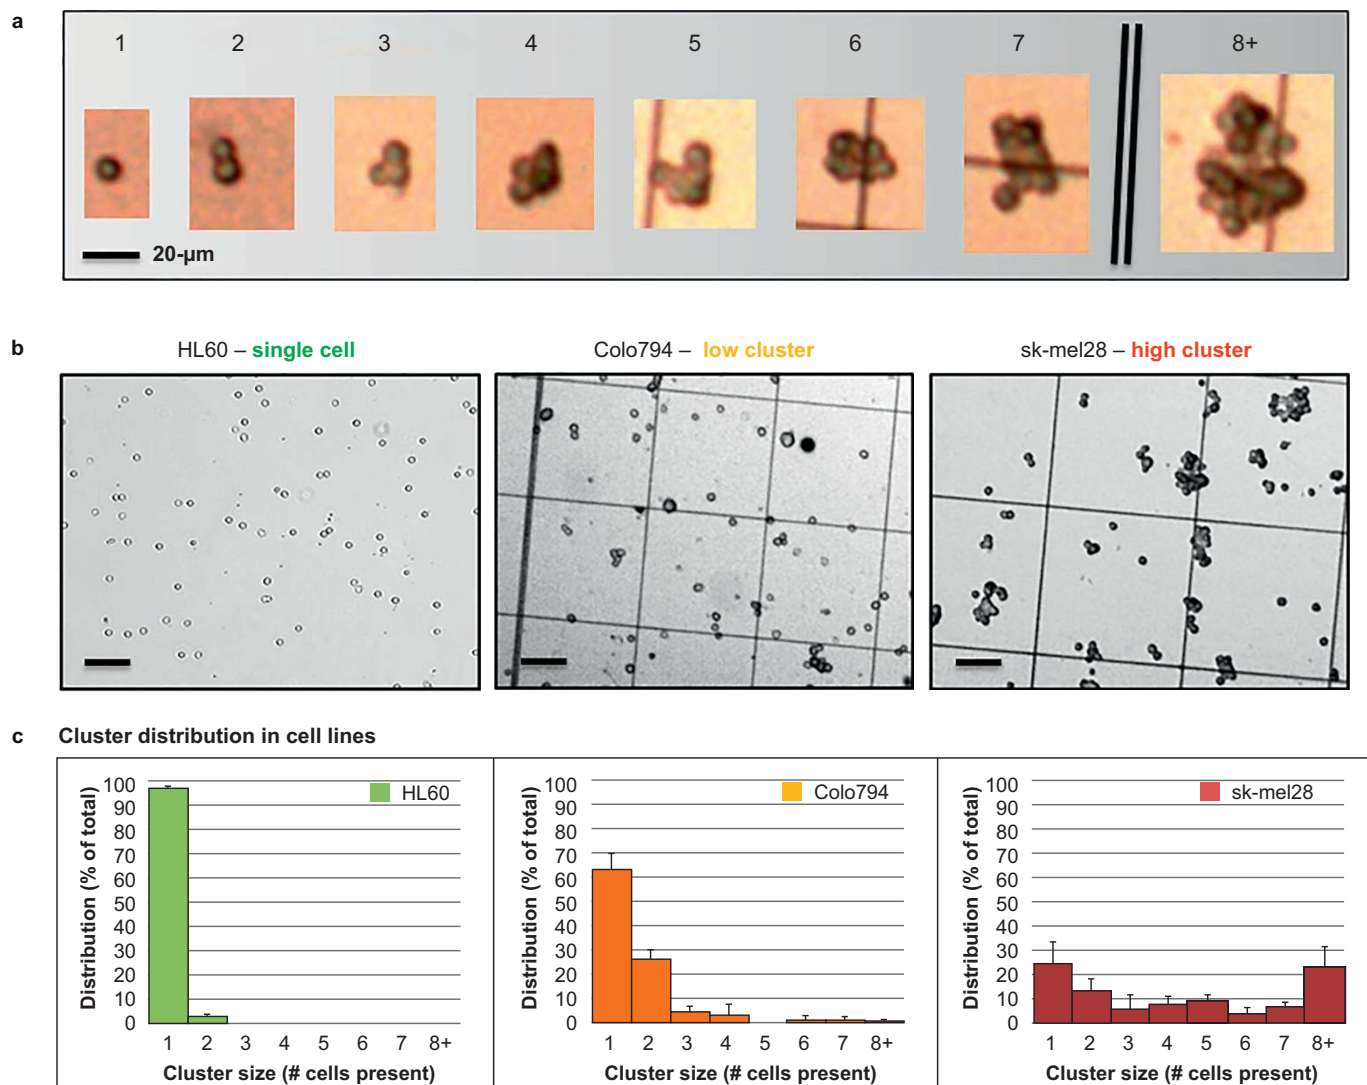 a
1 2 3 4 5 6 7 8+
20-µm
b
HL60 – single cell
Colo794 – low cluster
sk-mel28 – high cluster
c Cluster distribution in cell lines
Distribution (% of total)
100
90
80
70
60
50
40
30
20
10
0
HL60
1 2 3 4 5 6 7 8+
Cluster size (# cells present)
Distribution (% of total)
100
90
80
70
60
50
40
30
20
10
0
Colo794
1 2 3 4 5 6 7 8+
Cluster size (# cells present)
Distribution (% of total)
100
90
80
70
60
50
40
30
20
10
0
sk-mel28
1 2 3 4 5 6 7 8+
Cluster size (# cells present)